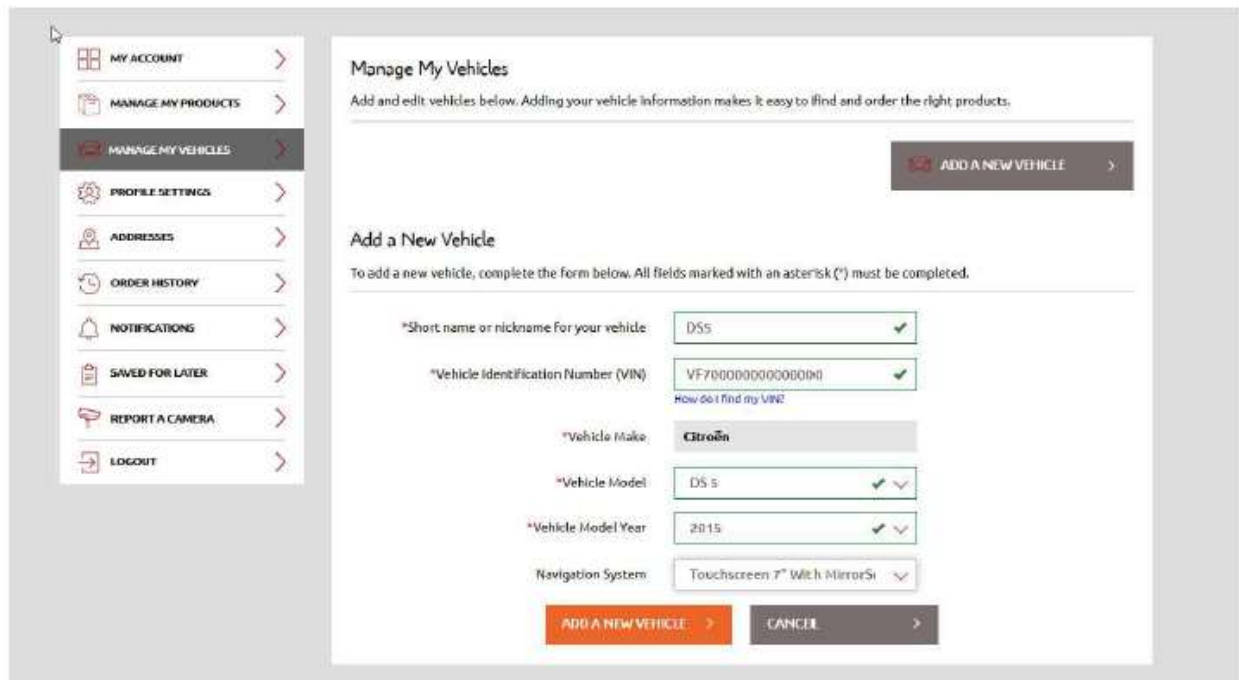 MY ACCOUNT
MANAGE MY PRODUCTS
MANAGE MY VEHICLES
PROFILE SETTINGS
ADDRESSES
ORDER HISTORY
NOTIFICATIONS
SAVED FOR LATER
REPORT A CAMERA
LOGOUT
Manage My Vehicles
Add and edit vehicles below. Adding your vehicle information makes it easy to find and order the right products.
ADD A NEW VEHICLE
Add a New Vehicle
To add a new vehicle, complete the form below. All fields marked with an asterisk (*) must be completed.
*Short name or nickname for your vehicle
DS5
*Vehicle Identification Number (VIN)
How do I find my VIN?
*Vehicle Make
Citroën
*Vehicle Model
DS 5
*Vehicle Model Year
2015
Navigation System
Touchscreen 7" With MirrorS
ADD A NEW VEHICLE
CANCEL